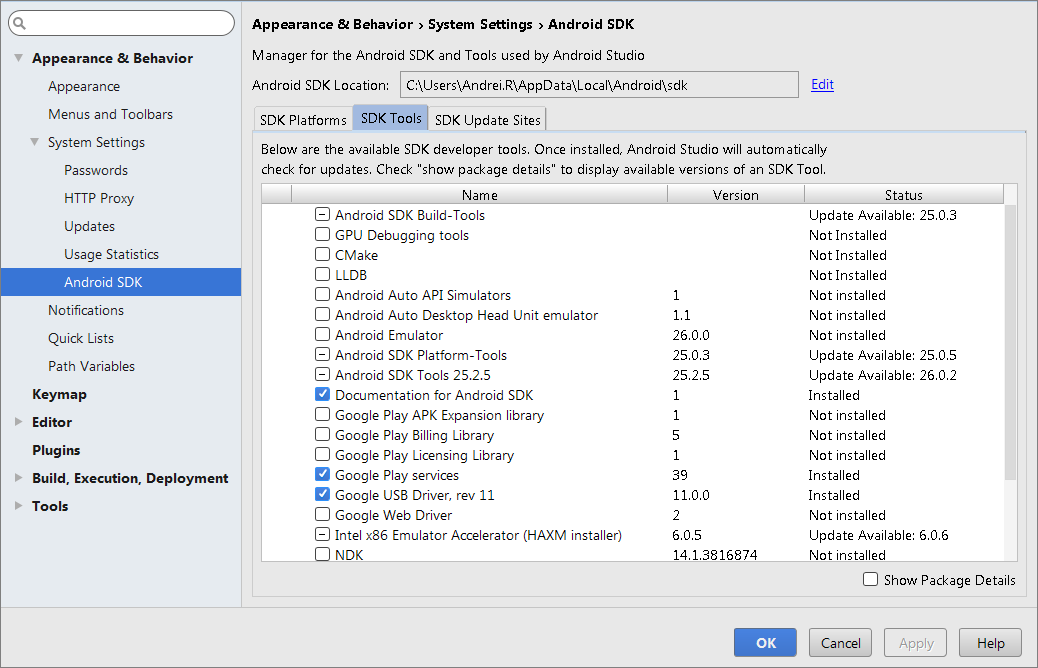 Appearance & Behavior
Appearance
Menus and Toolbars
System Settings
Passwords
HTTP Proxy
Updates
Usage Statistics
Android SDK
Notifications
Quick Lists
Path Variables
Keymap
Editor
Plugins
Build, Execution, Deployment
Tools
Appearance & Behavior › System Settings › Android SDK
Manager for the Android SDK and Tools used by Android Studio
Android SDK Location: C:\Users\Andrei.R\AppData\Local\Android\sdk Edit
SDK Platforms SDK Tools SDK Update Sites
Below are the available SDK developer tools. Once installed, Android Studio will automatically
check for updates. Check "show package details" to display available versions of an SDK Tool.
Name Version Status
Android SDK Build-Tools Update Available: 25.0.3
GPU Debugging tools Not Installed
CMake Not Installed
LLDB Not Installed
Android Auto API Simulators 1 Not installed
Android Auto Desktop Head Unit emulator 1.1 Not installed
Android Emulator 26.0.0 Not installed
Android SDK Platform-Tools 25.0.3 Update Available: 25.0.5
Android SDK Tools 25.2.5 25.2.5 Update Available: 26.0.2
Documentation for Android SDK 1 Installed
Google Play APK Expansion library 1 Not installed
Google Play Billing Library 5 Not installed
Google Play Licensing Library 1 Not installed
Google Play services 39 Installed
Google USB Driver, rev 11 11.0.0 Installed
Google Web Driver 2 Not installed
Intel x86 Emulator Accelerator (HAXM installer) 6.0.5 Update Available: 6.0.6
NDK 14.1.3816874 Not installed
Show Package Details
OK Cancel Apply Help